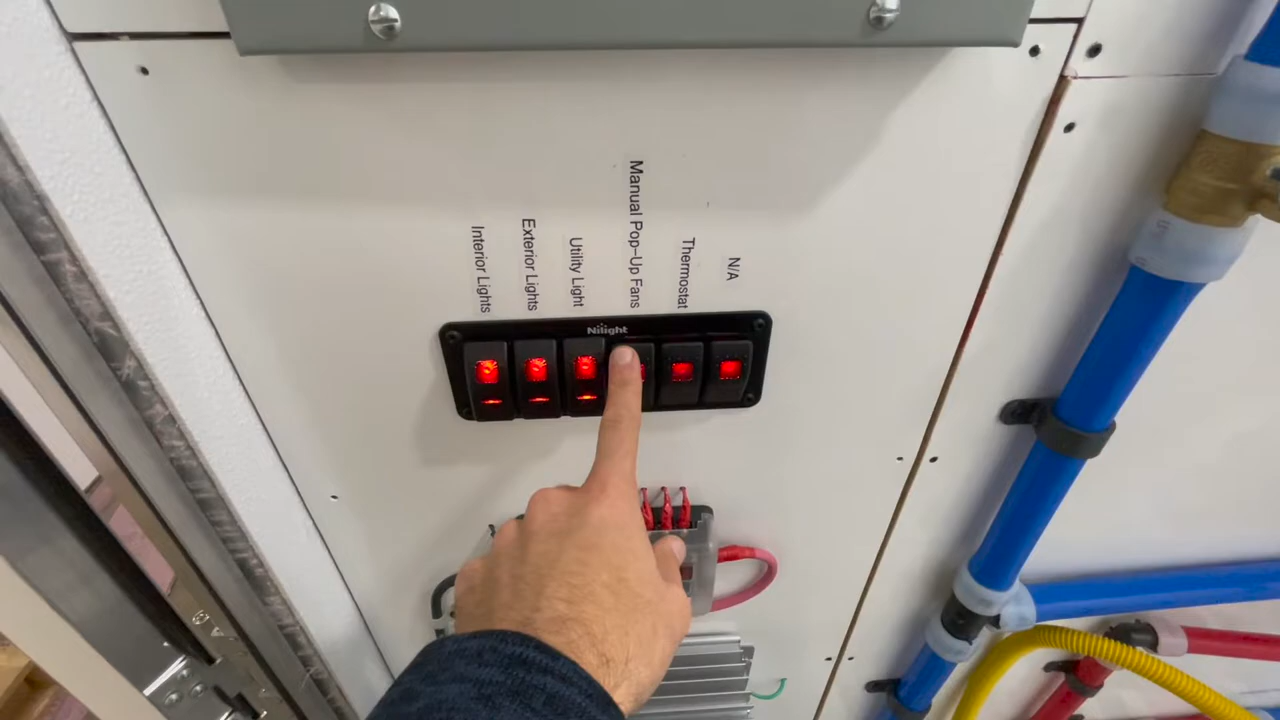 Interior Lights
Exterior Lights
Utility Light
Manual Pop-Up Fans
Thermostat
N/A
Nilight